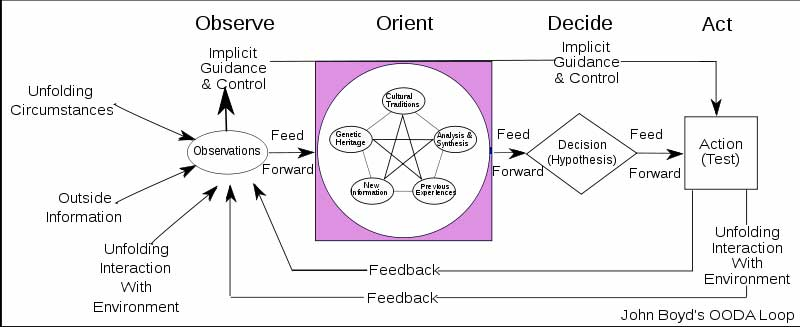 Observe
Orient
Decide
Act
Implicit
Guidance
& Control
Implicit
Guidance
& Control
Unfolding
Circumstances
Observations
Feed
Forward
Cultural
Traditions
Genetic
Heritage
Analysis &
Synthesis
New
Information
Previous
Experiences
Feed
Forward
Decision
(Hypothesis)
Feed
Forward
Action
(Test)
Outside
Information
Unfolding
Interaction
With
Environment
Unfolding
Interaction
With
Environment
Feedback
Feedback
John Boyd's OODA Loop